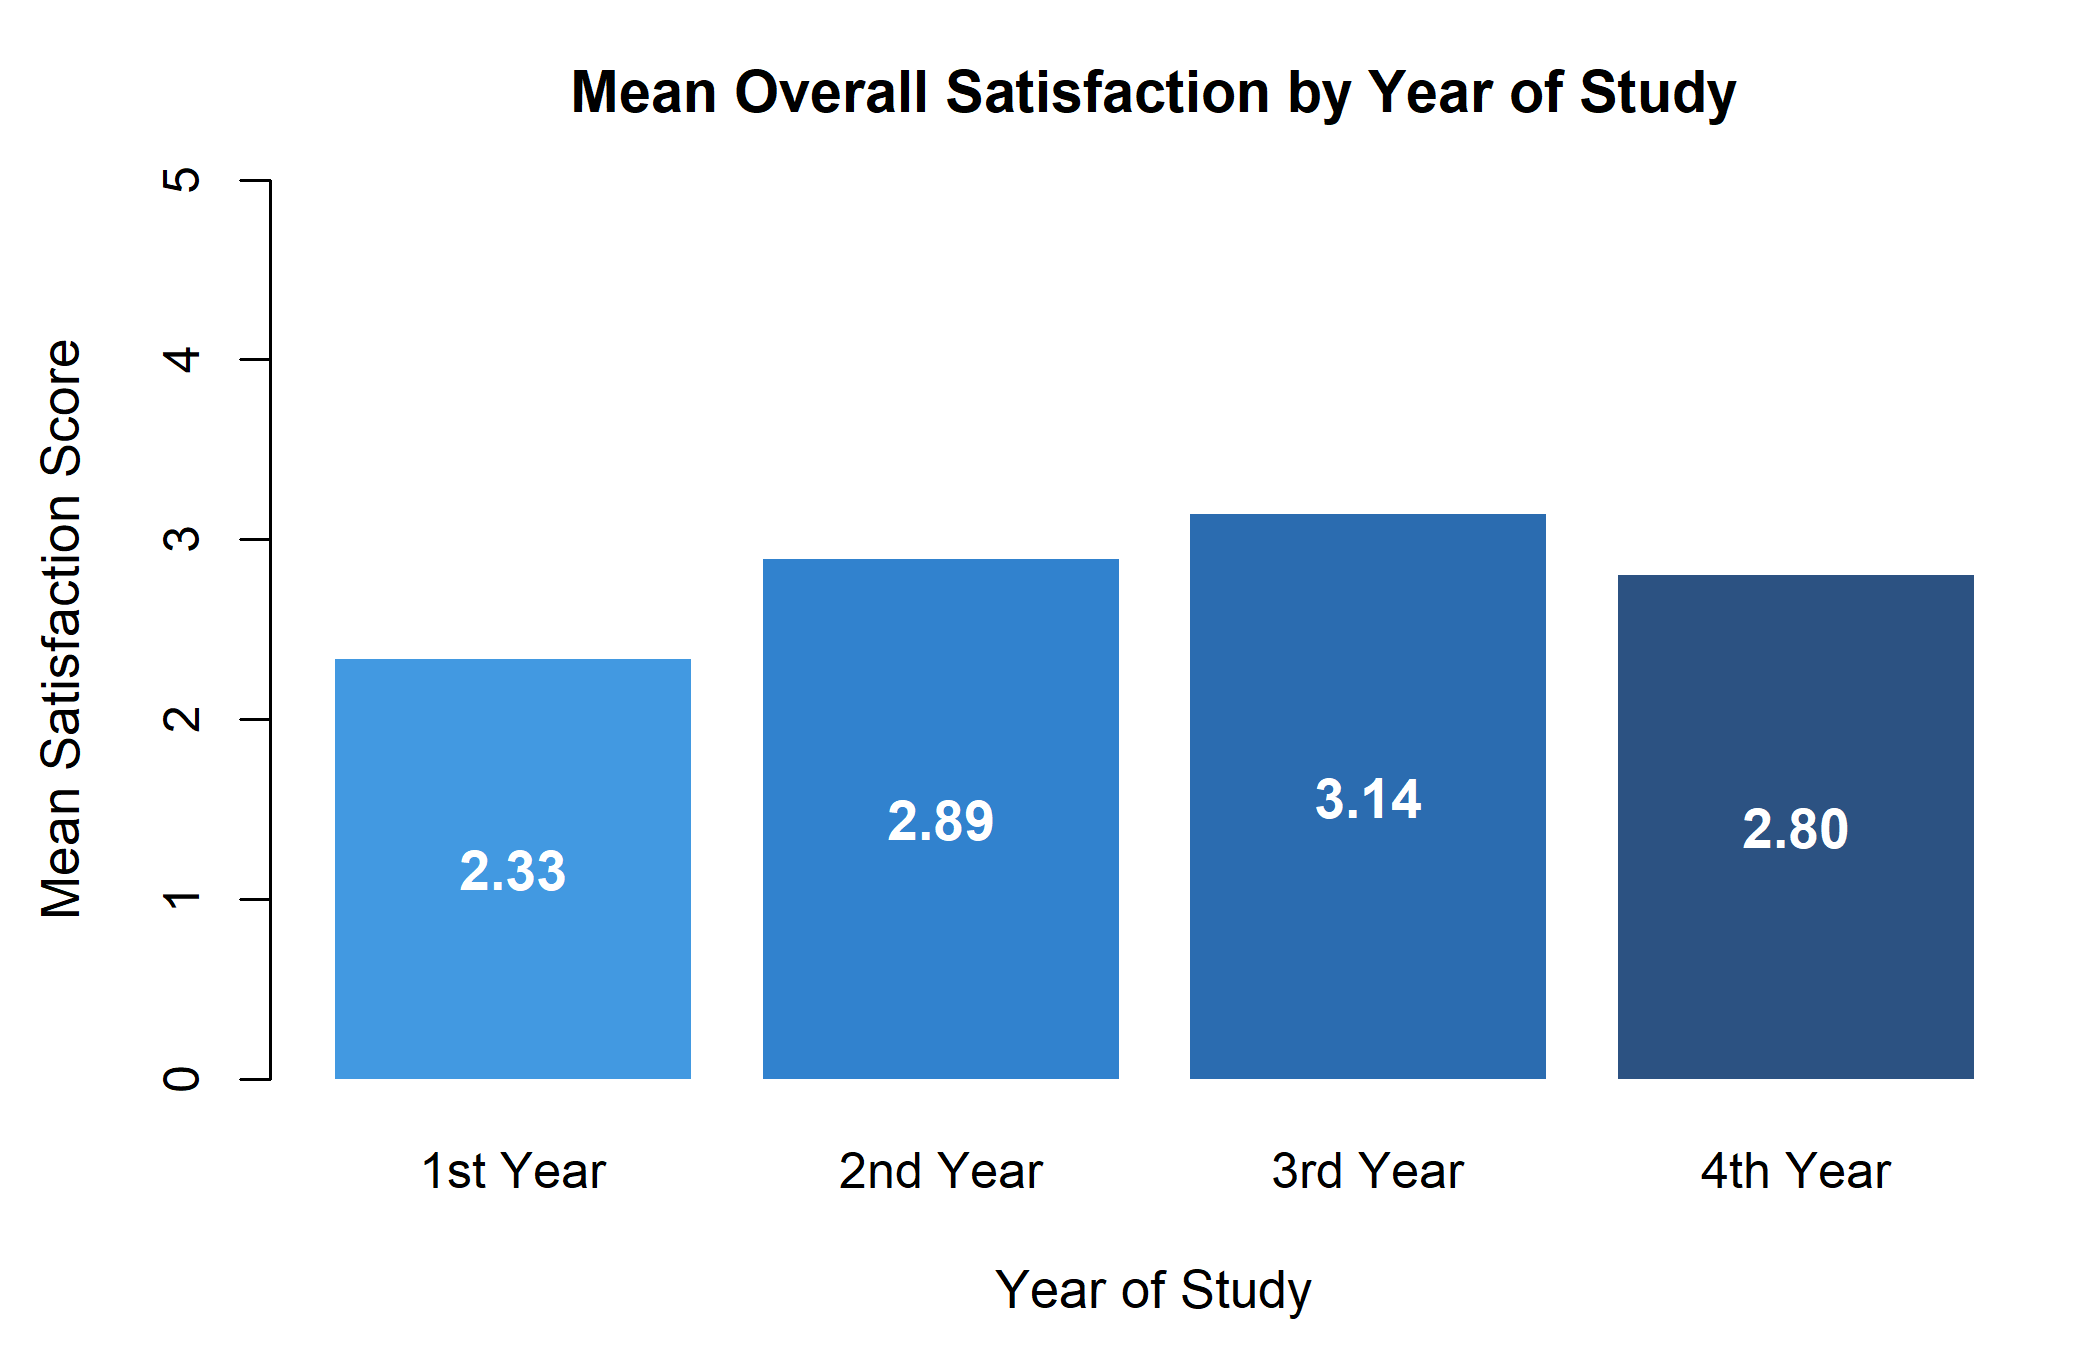 Mean Overall Satisfaction by Year of Study
Mean Satisfaction Score
5
4
3
2
1
0
2.33
2.89
3.14
2.80
1st Year
2nd Year
3rd Year
4th Year
Year of Study